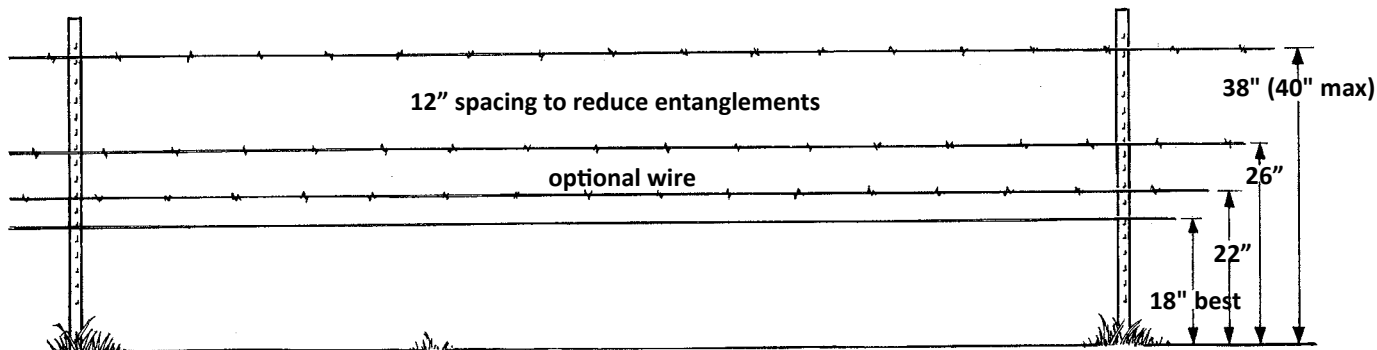 38" (40" max)
12” spacing to reduce entanglements
optional wire
26”
22”
18" best